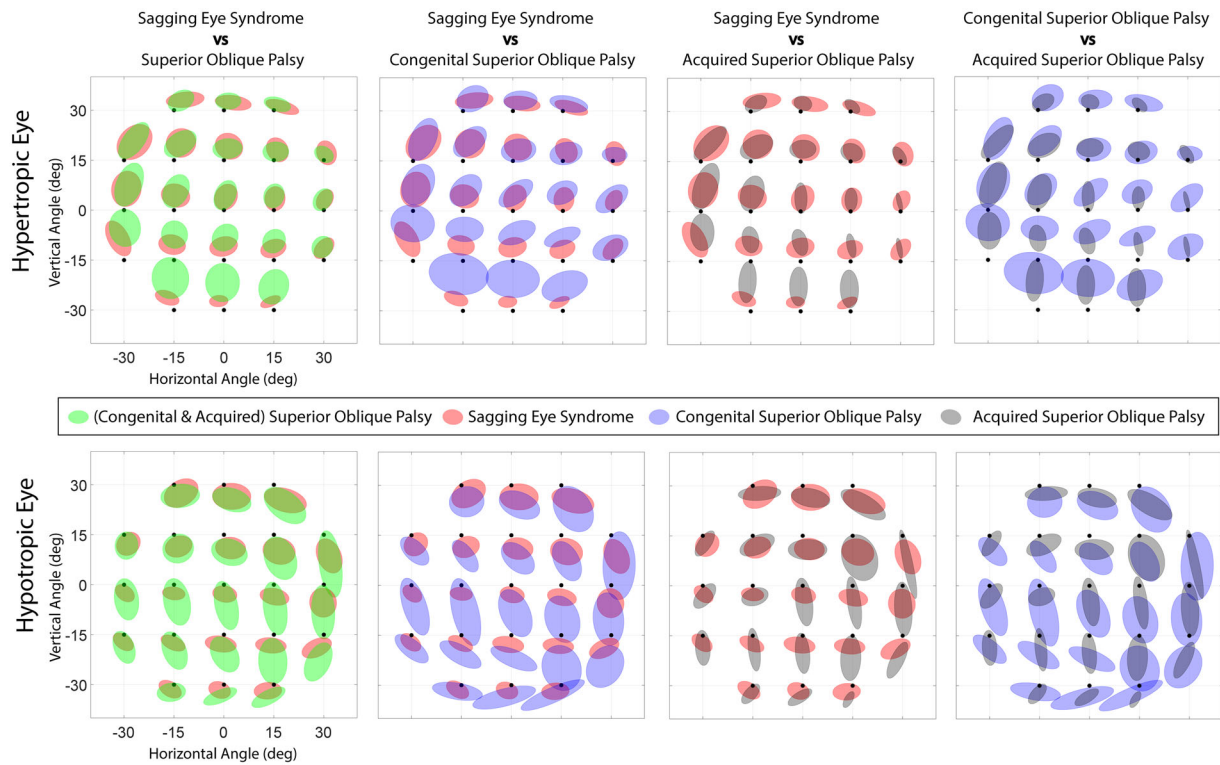 Sagging Eye Syndrome
vs
Superior Oblique Palsy
Sagging Eye Syndrome
vs
Congenital Superior Oblique Palsy
Sagging Eye Syndrome
vs
Acquired Superior Oblique Palsy
Congenital Superior Oblique Palsy
vs
Acquired Superior Oblique Palsy
Hypertropic Eye
Vertical Angle (deg)
30
15
0
-15
-30
-30 -15 0 15 30
Horizontal Angle (deg)
(Congenital & Acquired) Superior Oblique Palsy Sagging Eye Syndrome Congenital Superior Oblique Palsy Acquired Superior Oblique Palsy
Hypotropic Eye
Vertical Angle (deg)
30
15
0
-15
-30
-30 -15 0 15 30
Horizontal Angle (deg)